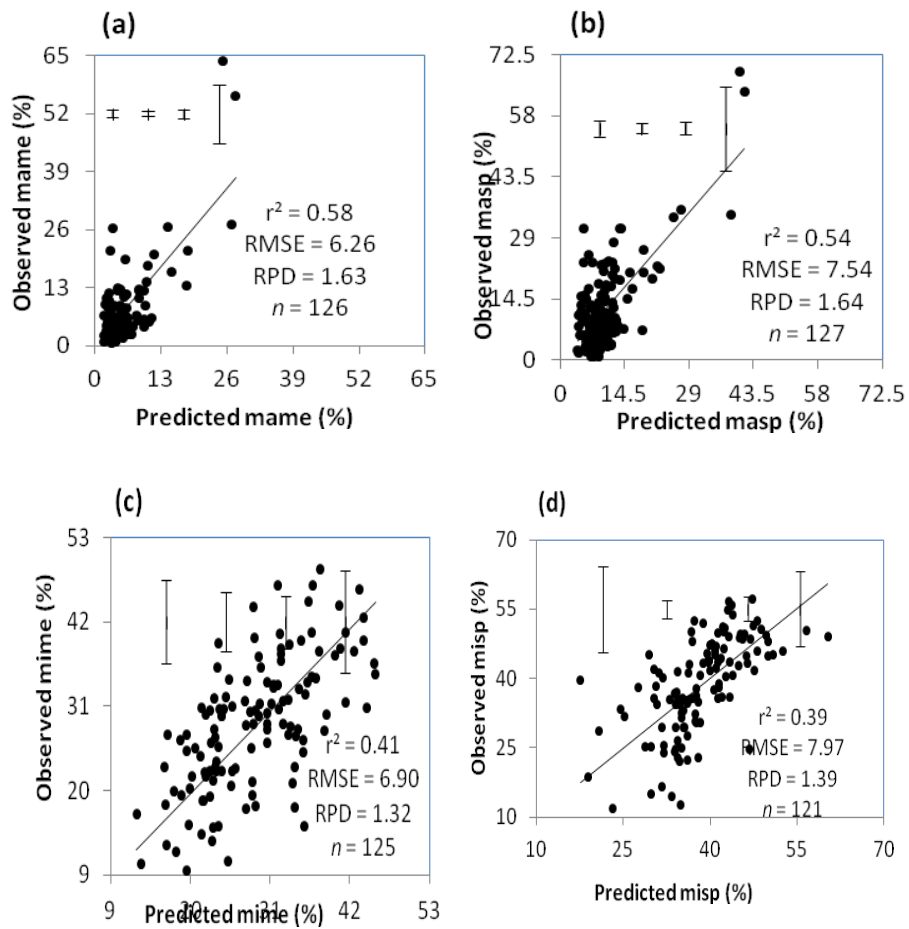 (a)
65
52
39
26
13
0
Observed mame (%)
r² = 0.58
RMSE = 6.26
RPD = 1.63
n = 126
0 13 26 39 52 65
Predicted mame (%)
(b)
72.5
58
43.5
29
14.5
0
Observed masp (%)
r² = 0.54
RMSE = 7.54
RPD = 1.64
n = 127
0 14.5 29 43.5 58 72.5
Predicted masp (%)
(c)
53
42
31
20
9
Observed mime (%)
r² = 0.41
RMSE = 6.90
RPD = 1.32
n = 125
9 20 31 42 53
Predicted mime (%)
(d)
70
55
40
25
10
Observed misp (%)
r² = 0.39
RMSE = 7.97
RPD = 1.39
n = 121
10 25 40 55 70
Predicted misp (%)